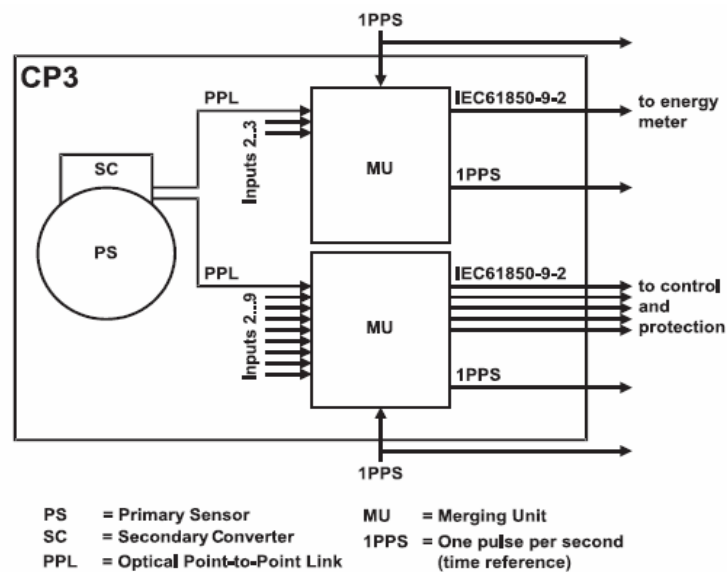 1PPS
CP3
PPL
IEC61850-9-2
to energy
meter
Inputs 2..3
SC
MU
1PPS
PS
PPL
IEC61850-9-2
to control
and
protection
Inputs 2...9
MU
1PPS
1PPS
PS = Primary Sensor
SC = Secondary Converter
PPL = Optical Point-to-Point Link
MU = Merging Unit
1PPS = One pulse per second
(time reference)